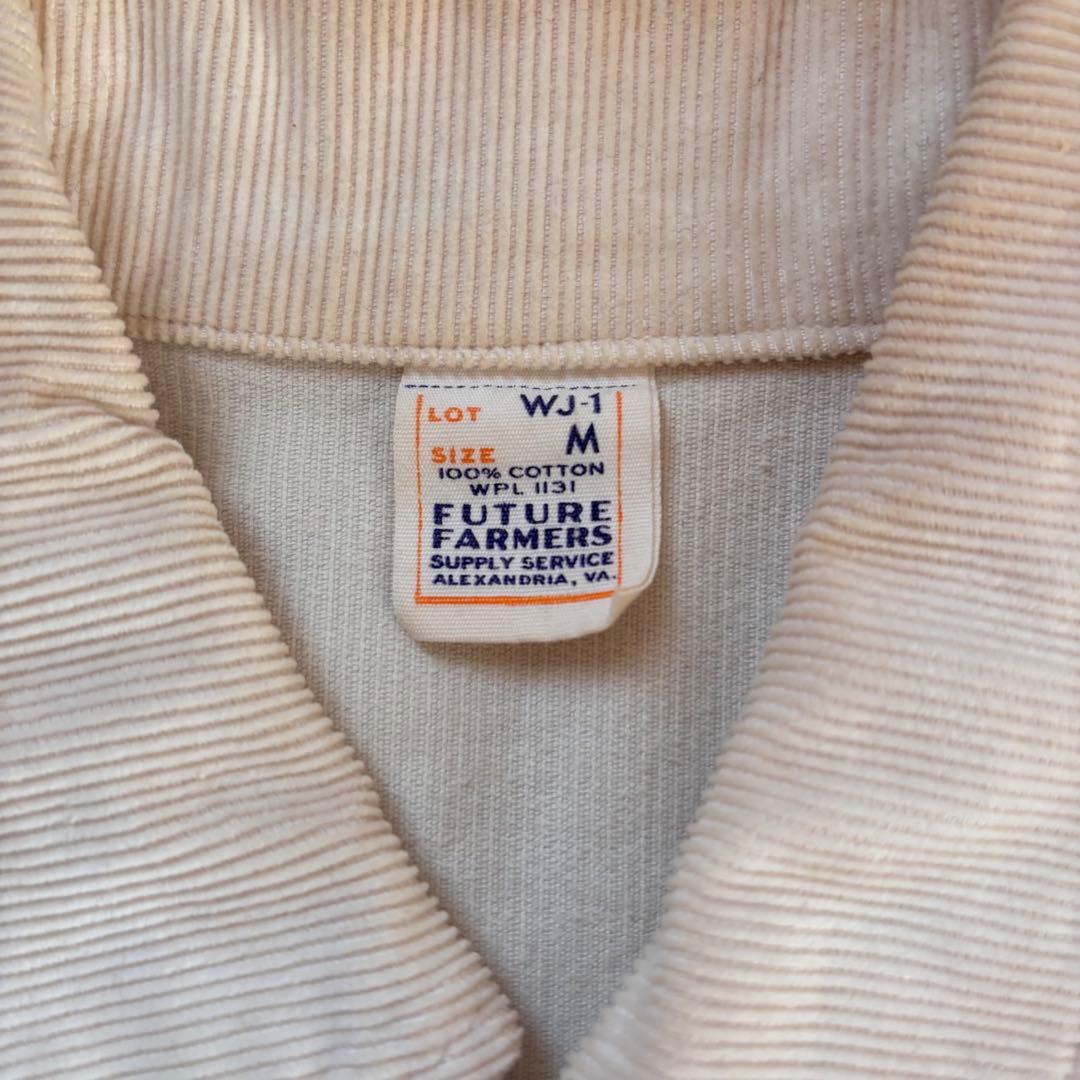 LOT WJ-1
SIZE M
100% COTTON
WPL 1131
FUTURE
FARMERS
SUPPLY SERVICE
ALEXANDRIA, VA.